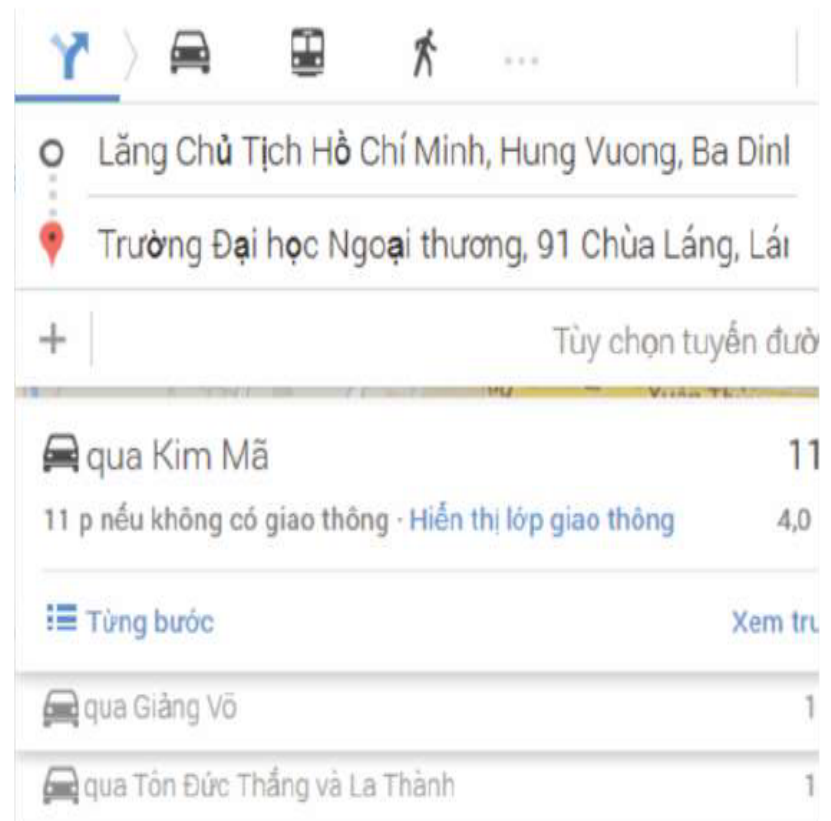 Lăng Chủ Tịch Hồ Chí Minh, Hung Vuong, Ba Dinl
Trường Đại học Ngoại thương, 91 Chùa Láng, Lár
Tùy chọn tuyến đườ
qua Kim Mã 11
11 p nếu không có giao thông · Hiển thị lớp giao thông 4,0
Từng bước Xem trư
qua Giảng Võ 1
qua Tôn Đức Thắng và La Thành 1